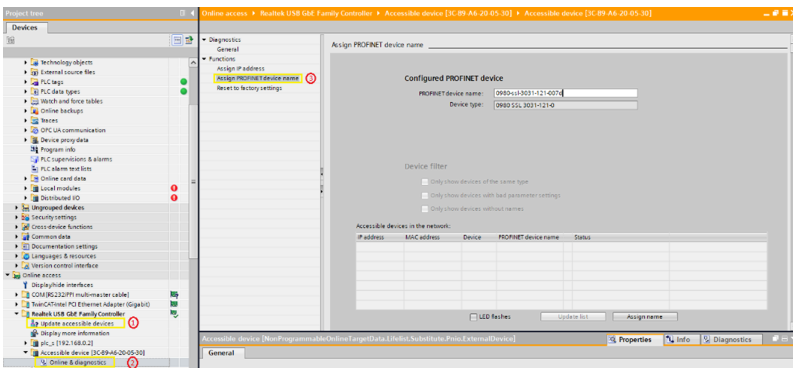 Project tree
Online access ▸ Realtek USB GbE Family Controller ▸ Accessible device [3C-B9-A6-20-05-30] ▸ Accessible device [3C-B9-A6-20-05-30]
Devices
Technology objects
External source files
PLC tags
PLC data types
Watch and force tables
Online backups
Traces
OPC UA communication
Device proxy data
Program info
PLC supervisions & alarms
PLC alarm text lists
Online card data
Local modules
Distributed I/O
Ungrouped devices
Security settings
Cross-device functions
Common data
Documentation settings
Languages & resources
Version control interface
Online access
Display/hide interfaces
COM [RS232/PPI multi-master cable]
TwinCAT-Intel PCI Ethernet Adapter (Gigabit)
Realtek USB GbE Family Controller
Update accessible devices 1
Display more information
plc_s [192.168.0.2]
Accessible device [3C-B9-A6-20-05-30]
Online & diagnostics 2
Diagnostics
General
Functions
Assign IP address
Assign PROFINET device name 3
Reset to factory settings
Assign PROFINET device name
Configured PROFINET device
PROFINET device name: 0980-ssl-3031-121-007d
Device type: 0980 SSL 3031-121-0
Device filter
Only show devices of the same type
Only show devices with bad parameter settings
Only show devices without names
Accessible devices in the network:
IP address MAC address Device PROFINET device name Status
LED flashes Update list Assign name
Accessible device [NonProgrammableOnlineTargetData.Lifelist.Substitute.Pnio.ExternalDevice]
Properties Info Diagnostics
General